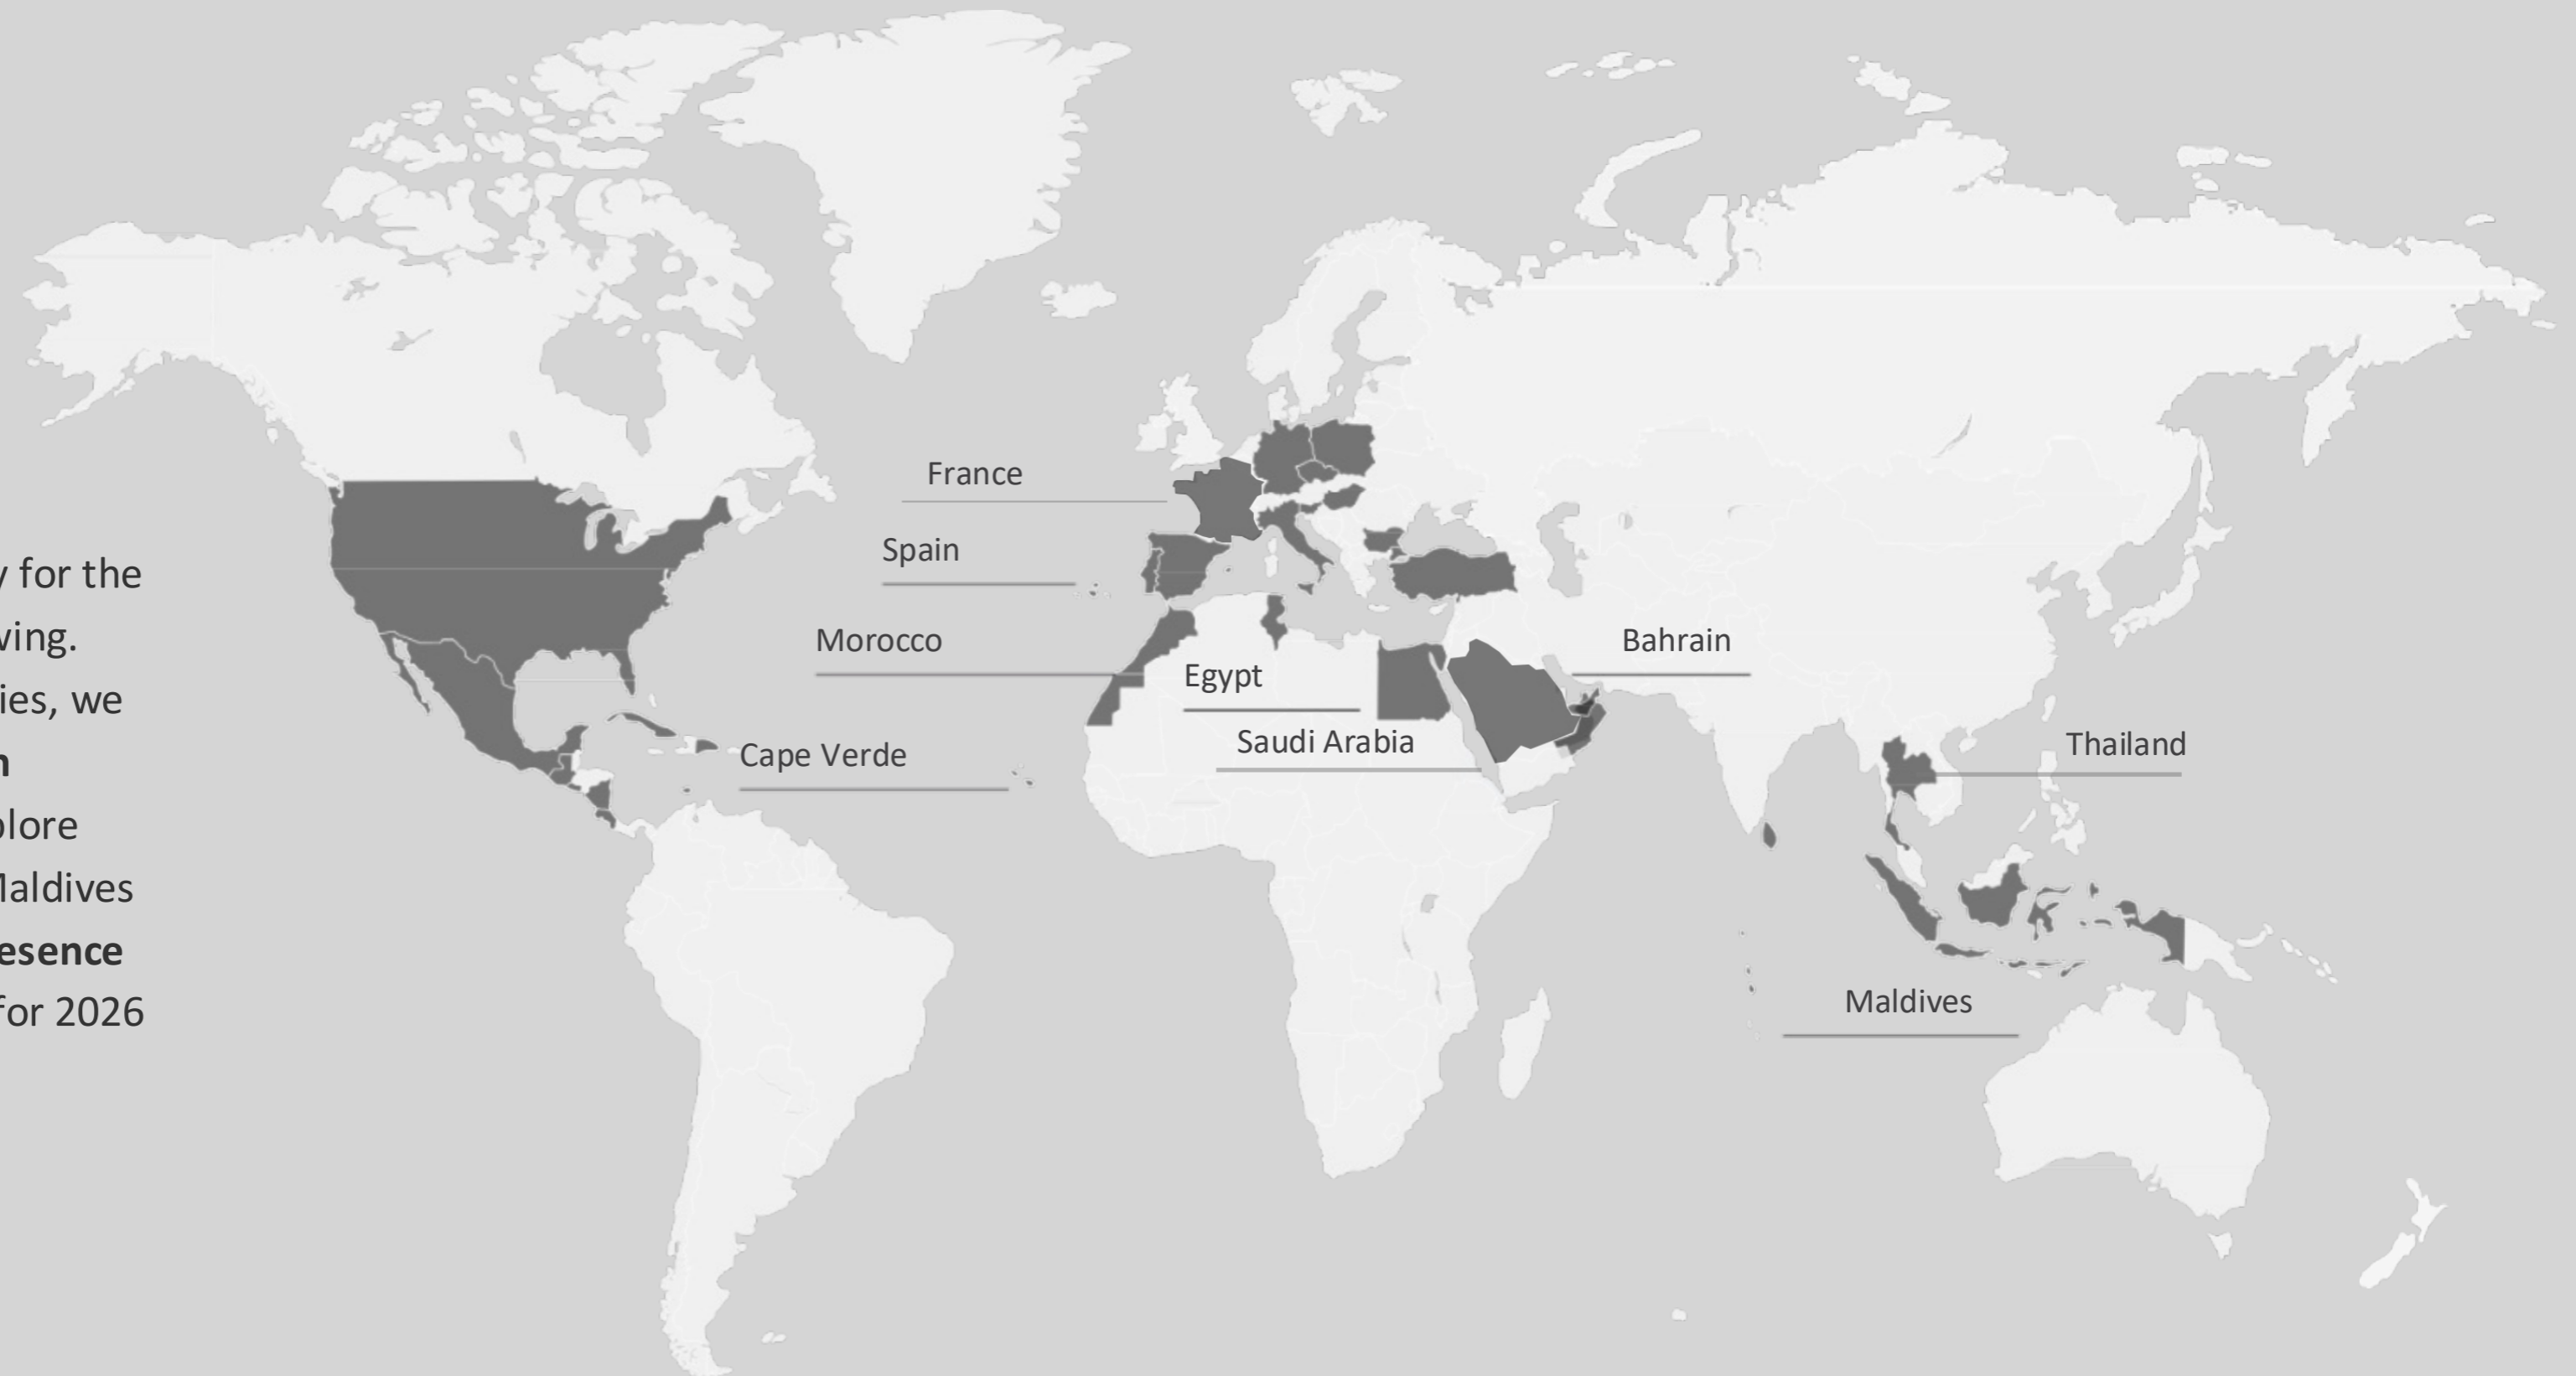 y for the
wing.
ies, we
n
plore
Maldives
esence
for 2026
France
Spain
Morocco
Bahrain
Egypt
Saudi Arabia
Cape Verde
Thailand
Maldives